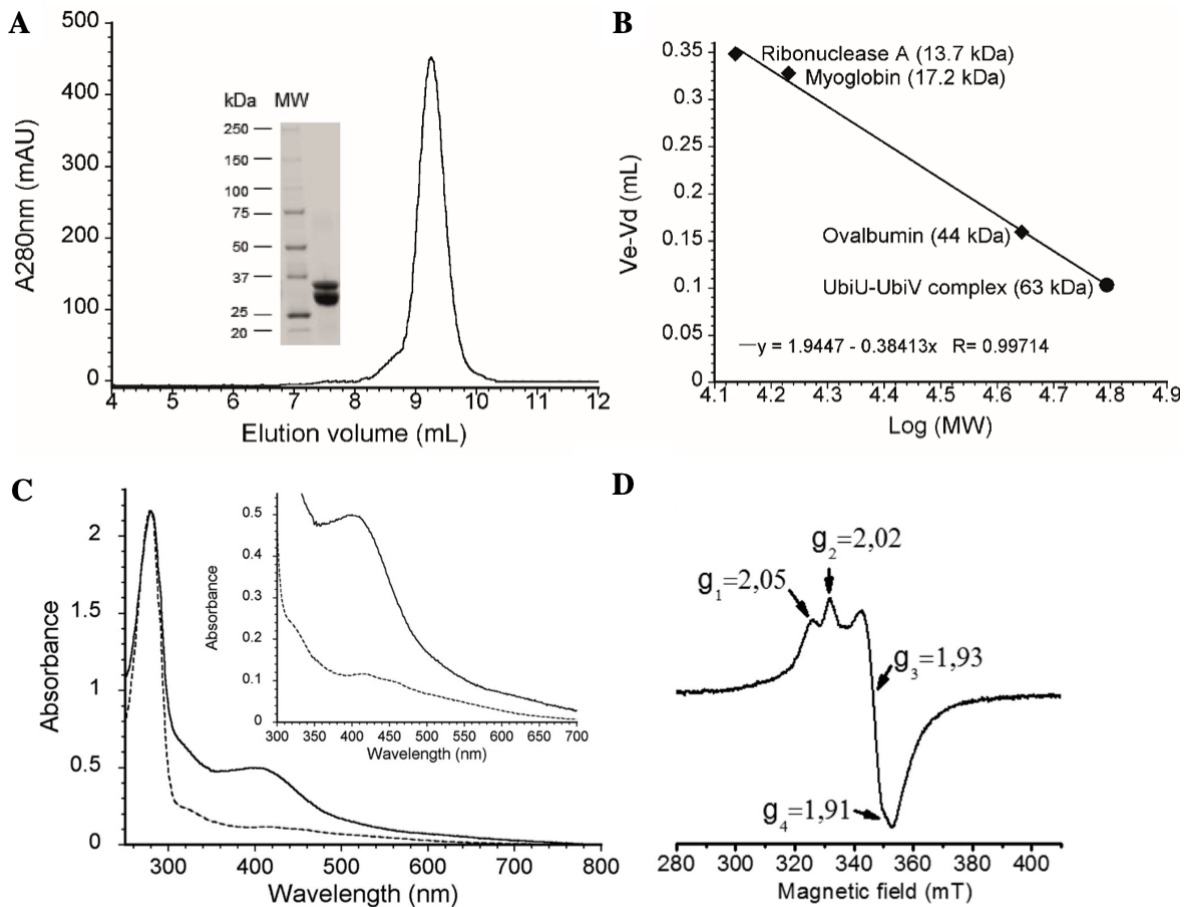 A
500
400
300
200
100
0
A280nm (mAU)
kDa MW
250
150
100
75
50
37
25
20
4 5 6 7 8 9 10 11 12
Elution volume (mL)
B
0.35
0.3
0.25
0.2
0.15
0.1
0.05
0
Ve-Vd (mL)
Ribonuclease A (13.7 kDa)
Myoglobin (17.2 kDa)
Ovalbumin (44 kDa)
UbiU-UbiV complex (63 kDa)
y = 1.9447 - 0.38413x R= 0.99714
4.1 4.2 4.3 4.4 4.5 4.6 4.7 4.8 4.9
Log (MW)
C
2
1.5
1
0.5
0
Absorbance
300 400 500 600 700 800
Wavelength (nm)
0.5
0.4
0.3
0.2
0.1
0
Absorbance
300 350 400 450 500 550 600 650 700
Wavelength (nm)
D
g1=2,05
g2=2,02
g3=1,93
g4=1,91
280 300 320 340 360 380 400
Magnetic field (mT)